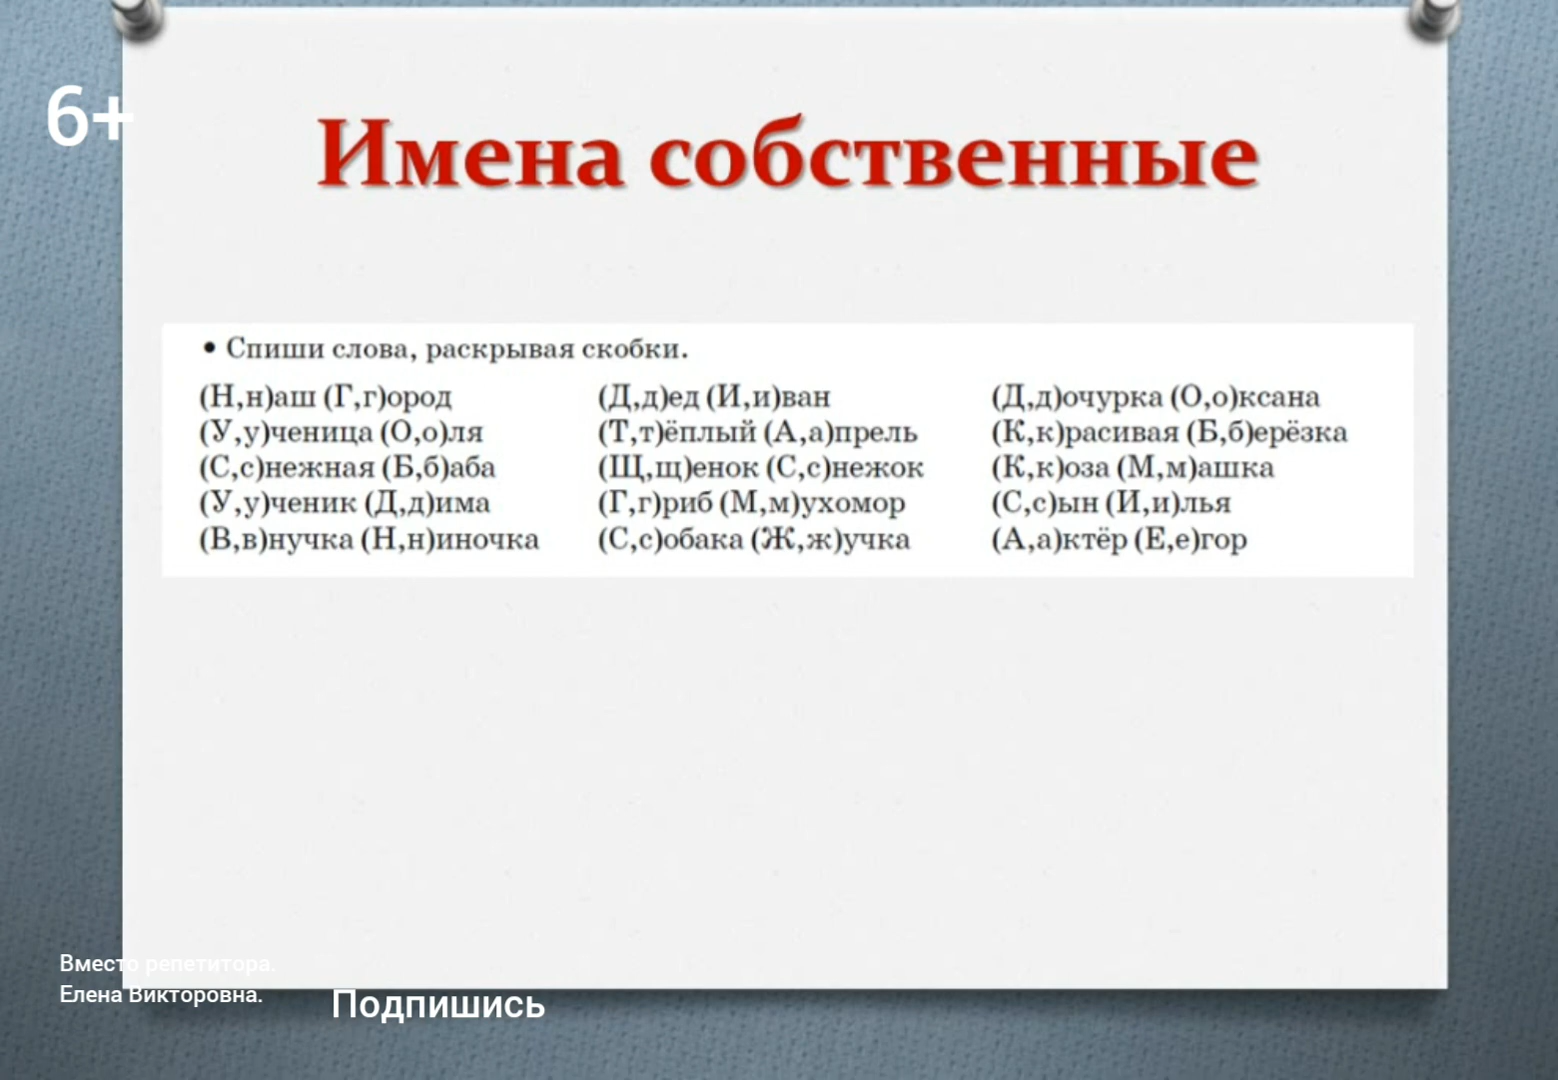 6+
Имена собственные
• Спиши слова, раскрывая скобки.
(Н,н)аш (Г,г)ород
(У,у)ченица (О,о)ля
(С,с)нежная (Б,б)аба
(У,у)ченик (Д,д)има
(В,в)нучка (Н,н)иночка
(Д,д)ед (И,и)ван
(Т,т)ёплый (А,а)прель
(Щ,щ)енок (С,с)нежок
(Г,г)риб (М,м)ухомор
(С,с)обака (Ж,ж)учка
(Д,д)очурка (О,о)ксана
(К,к)расивая (Б,б)ерёзка
(К,к)оза (М,м)ашка
(С,с)ын (И,и)лья
(А,а)ктёр (Е,е)гор
Вместо репетитора.
Елена Викторовна.
Подпишись